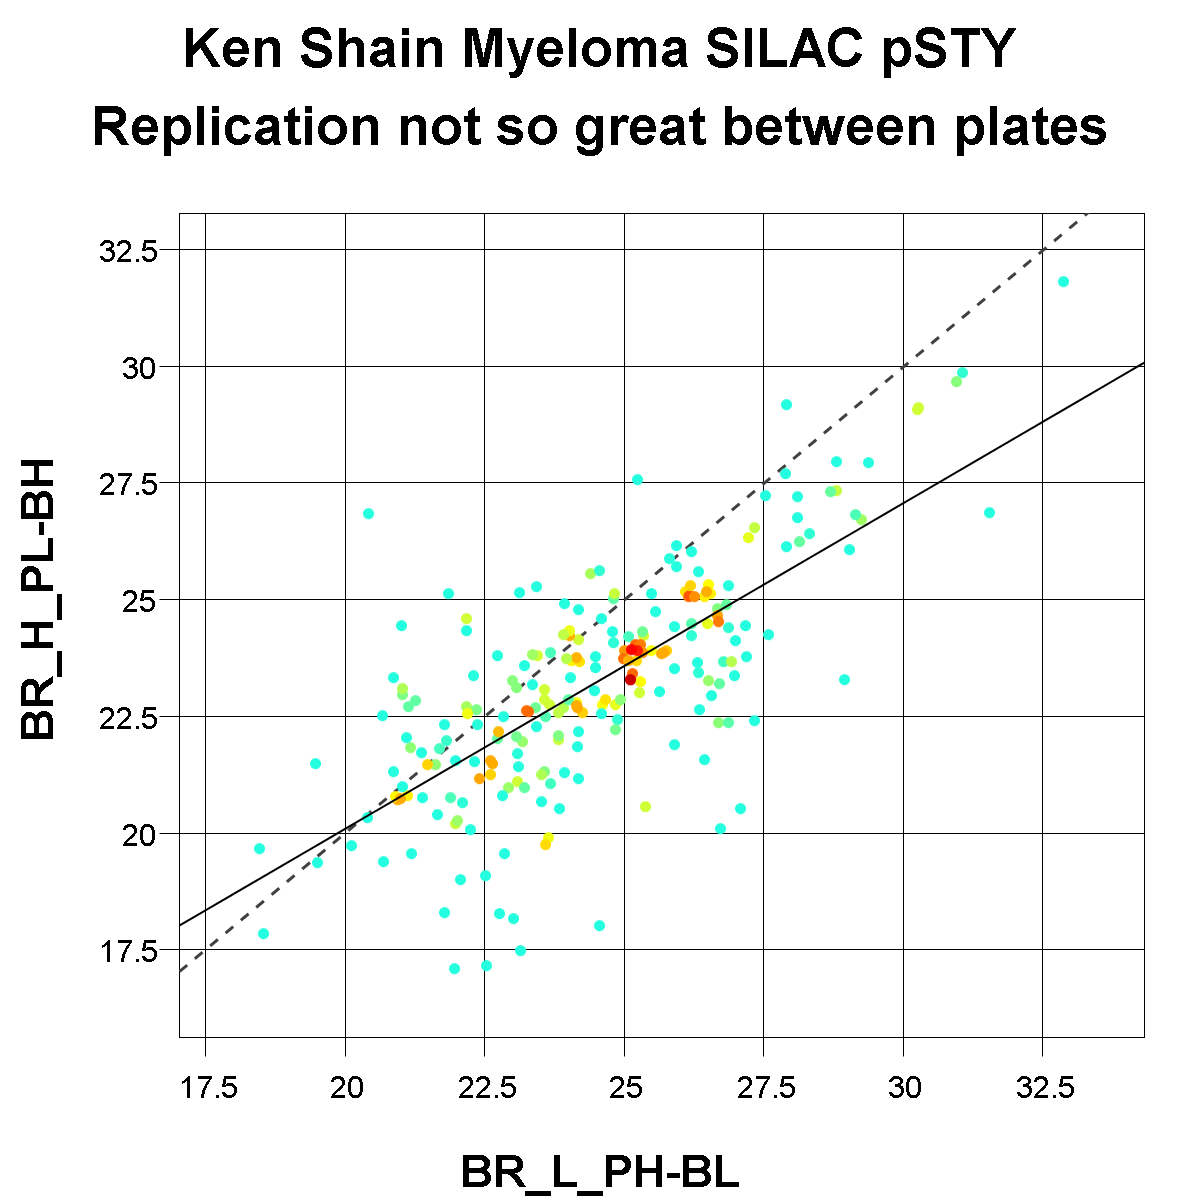 Ken Shain Myeloma SILAC pSTY
Replication not so great between plates
32.5
30
27.5
25
22.5
20
17.5
BR_H_PL-BH
17.5 20 22.5 25 27.5 30 32.5
BR_L_PH-BL